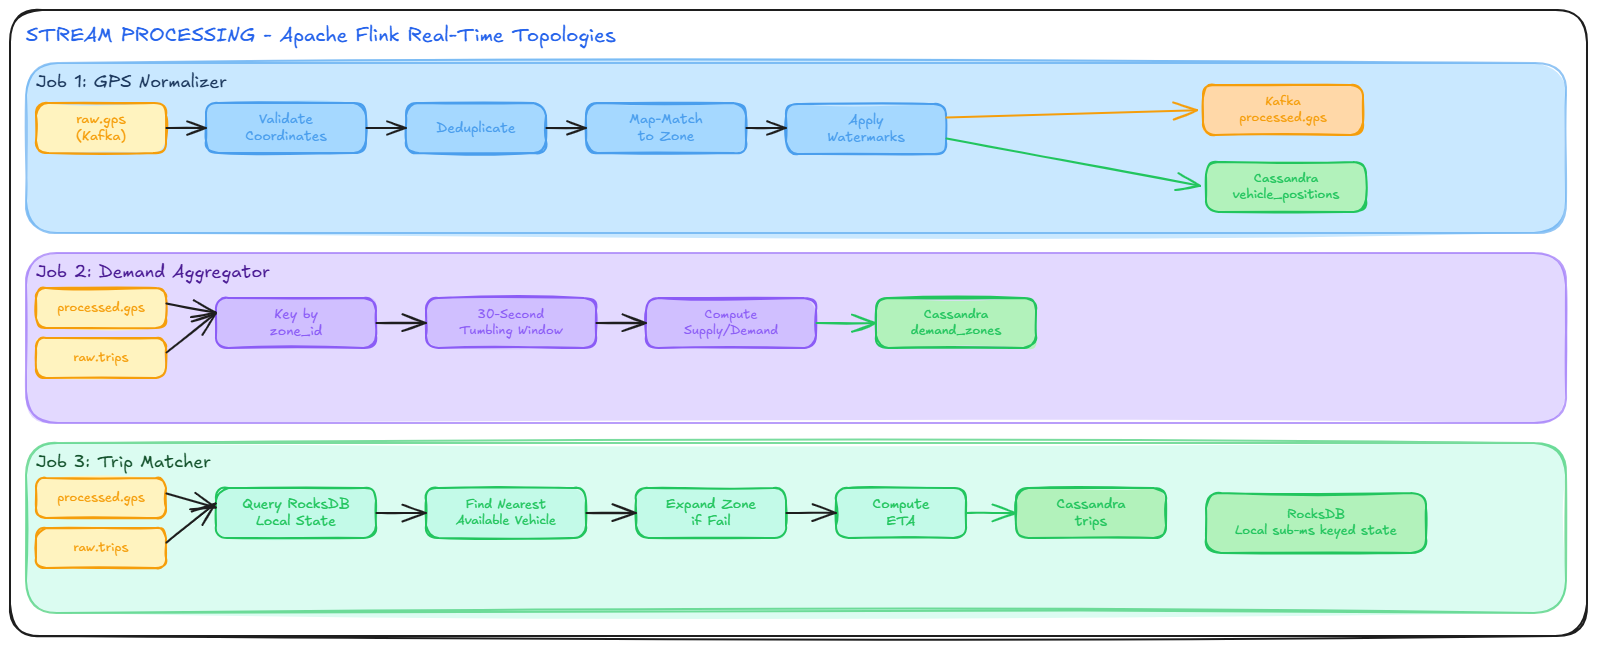 STREAM PROCESSING - Apache Flink Real-Time Topologies
Job 1: GPS Normalizer
raw.gps
(Kafka)
Validate
Coordinates
Deduplicate
Map-Match
to Zone
Apply
Watermarks
Kafka
processed.gps
Cassandra
vehicle_positions
Job 2: Demand Aggregator
processed.gps
raw.trips
Key by
zone_id
30-Second
Tumbling Window
Compute
Supply/Demand
Cassandra
demand_zones
Job 3: Trip Matcher
processed.gps
raw.trips
Query RocksDB
Local State
Find Nearest
Available Vehicle
Expand Zone
if Fail
Compute
ETA
Cassandra
trips
RocksDB
Local sub-ms keyed state